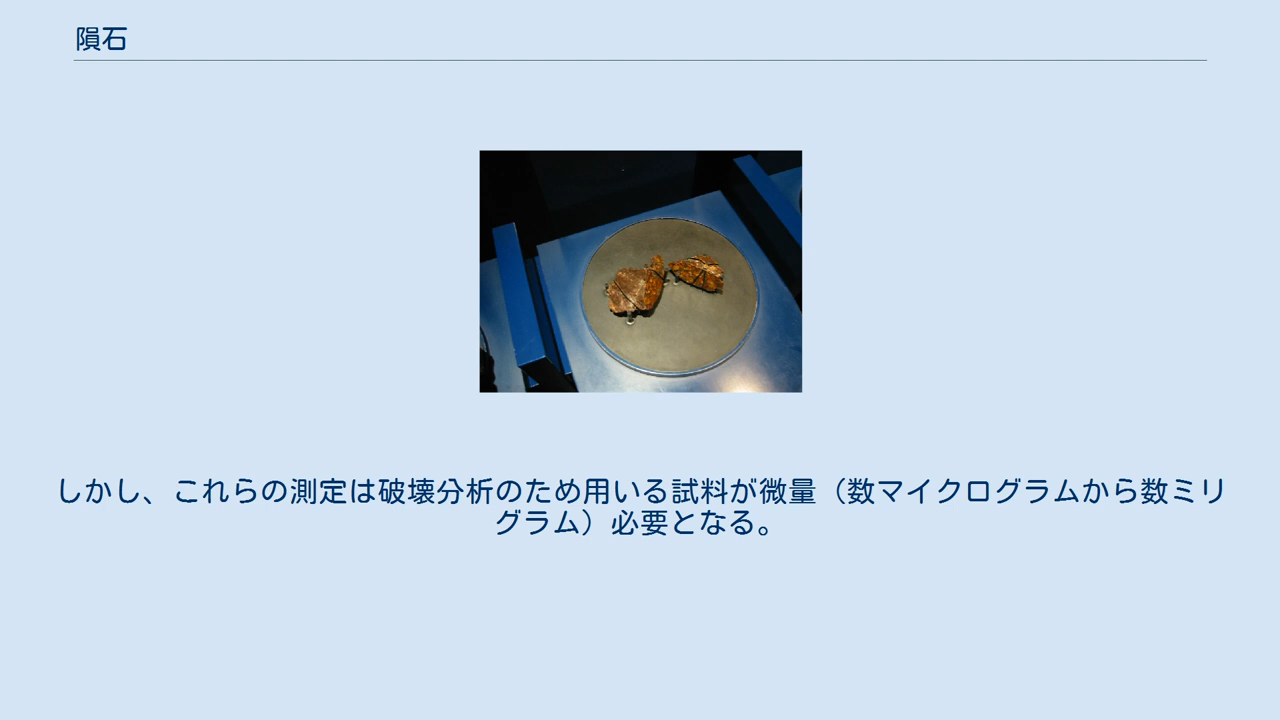 隕石
しかし、これらの測定は破壊分析のため用いる試料が微量（数マイクログラムから数ミリ
グラム）必要となる。